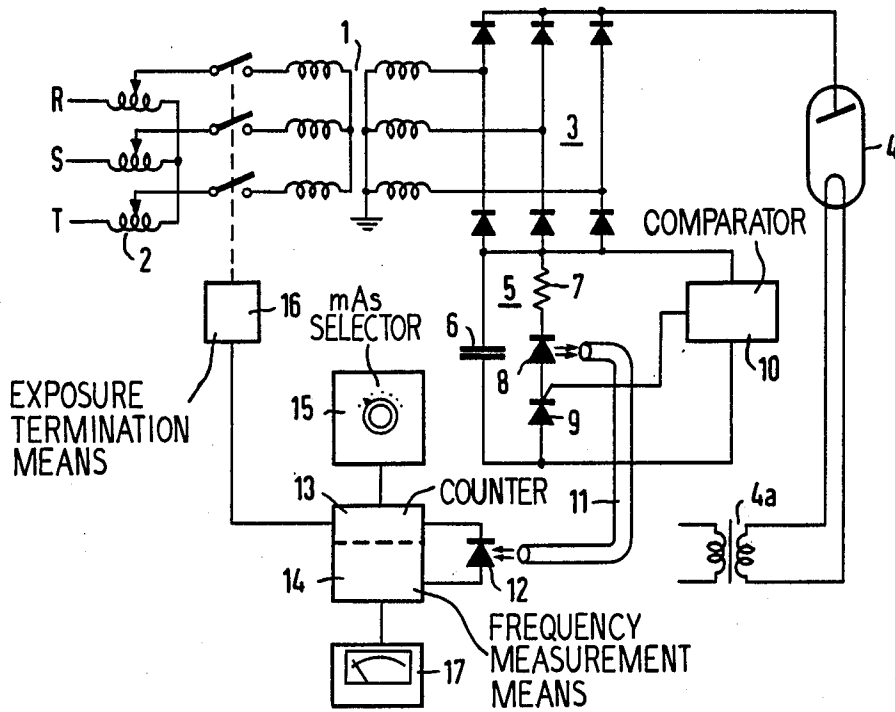 1
R
S
T
2
3
4
COMPARATOR
5
7
6
8
9
10
16
mAs
SELECTOR
15
EXPOSURE
TERMINATION
MEANS
13
COUNTER
11
4a
14
12
FREQUENCY
MEASUREMENT
MEANS
17